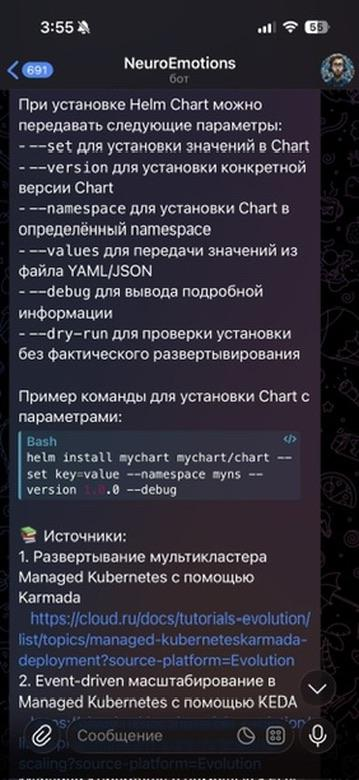 3:55
55
691
NeuroEmotions
бот
При установке Helm Chart можно
передавать следующие параметры:
- --set для установки значений в Chart
- --version для установки конкретной
версии Chart
- --namespace для установки Chart в
определённый namespace
- --values для передачи значений из
файла YAML/JSON
- --debug для вывода подробной
информации
- --dry-run для проверки установки
без фактического развертывирования
Пример команды для установки Chart с
параметрами:
Bash
helm install mychart mychart/chart --
set key=value --namespace myns --
version 1.0.0 --debug
📚 Источники:
1. Развертывание мультикластера
Managed Kubernetes с помощью
Karmada
https://cloud.ru/docs/tutorials-evolution/
list/topics/managed-kuberneteskarmada-
deployment?source-platform=Evolution
2. Event-driven масштабирование в
Managed Kubernetes с помощью KEDA
Сообщение
scaling?source-platform=Evolution